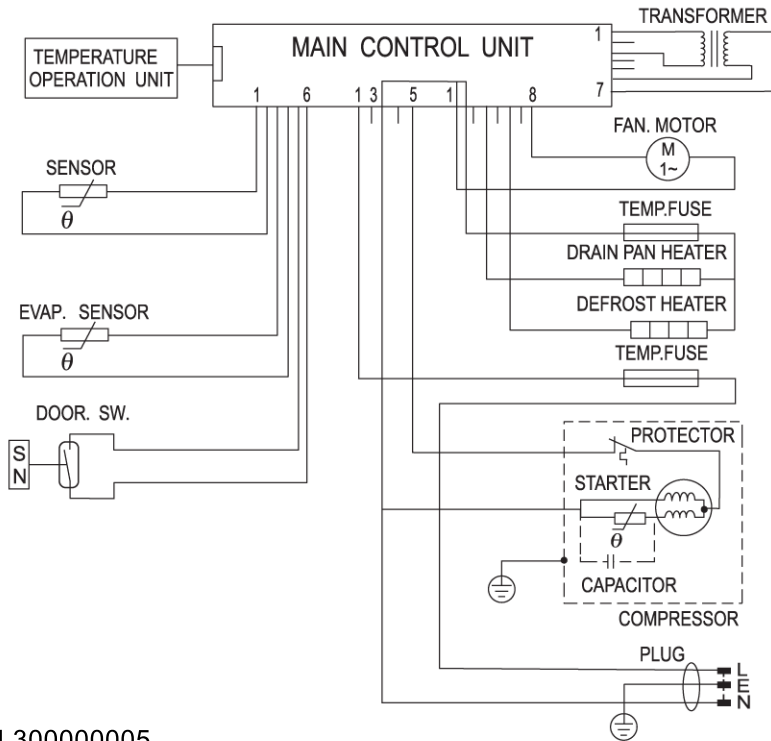 TRANSFORMER
MAIN CONTROL UNIT
TEMPERATURE
OPERATION UNIT
1
7
1 6 1 3 5 1 8
FAN. MOTOR
M
1~
SENSOR
θ
TEMP.FUSE
DRAIN PAN HEATER
DEFROST HEATER
EVAP. SENSOR
θ
TEMP.FUSE
DOOR. SW.
S
N
PROTECTOR
STARTER
θ
CAPACITOR
COMPRESSOR
PLUG
L
E
N
300000005